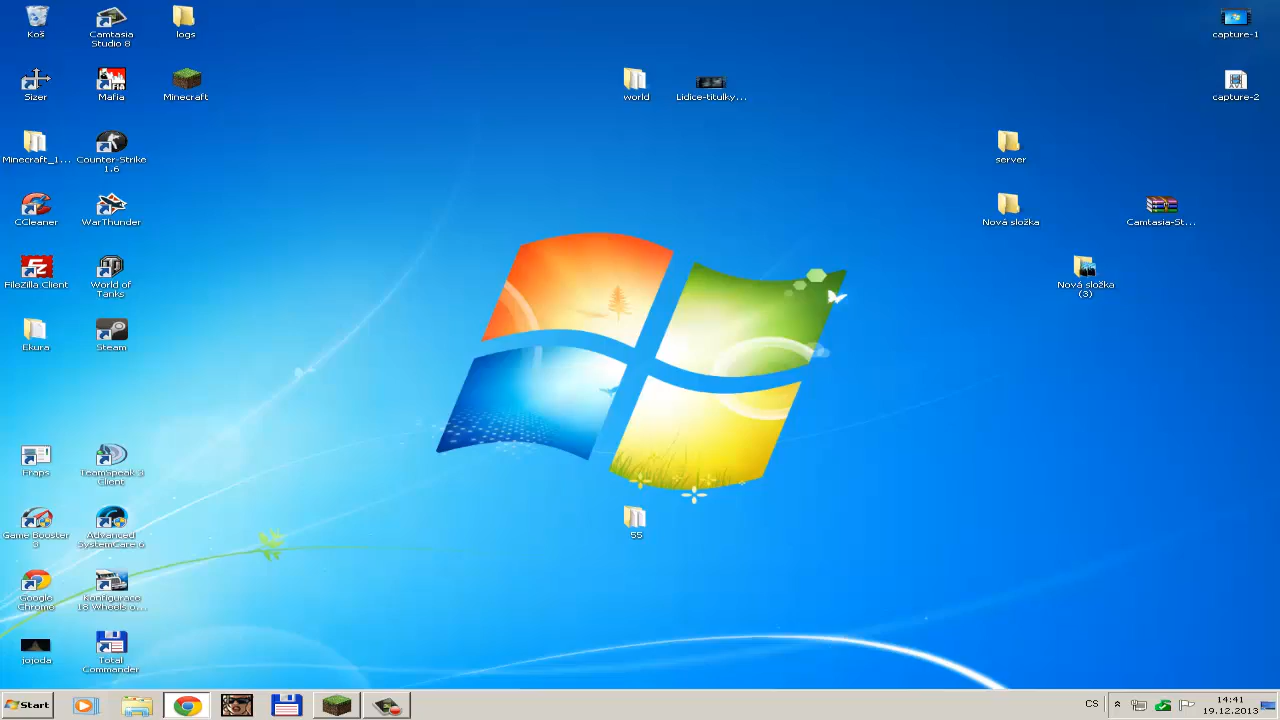 Koš
Camtasia
Studio 8
logs
capture-1
Sizer
Mafia
Minecraft
world
Lidice-titulky...
capture-2
Minecraft_1...
Counter-Strike
1.6
server
CCleaner
WarThunder
Nová složka
Camtasia-St...
FileZilla Client
World of
Tanks
Nová složka
(3)
Ekura
Steam
Fraps
TeamSpeak 3
Client
Game Booster
3
Advanced
SystemCare 6
55
Google
Chrome
Konfigurace
18 Wheels o...
jojoda
Total
Commander
Start
CS
14:41
19.12.2013